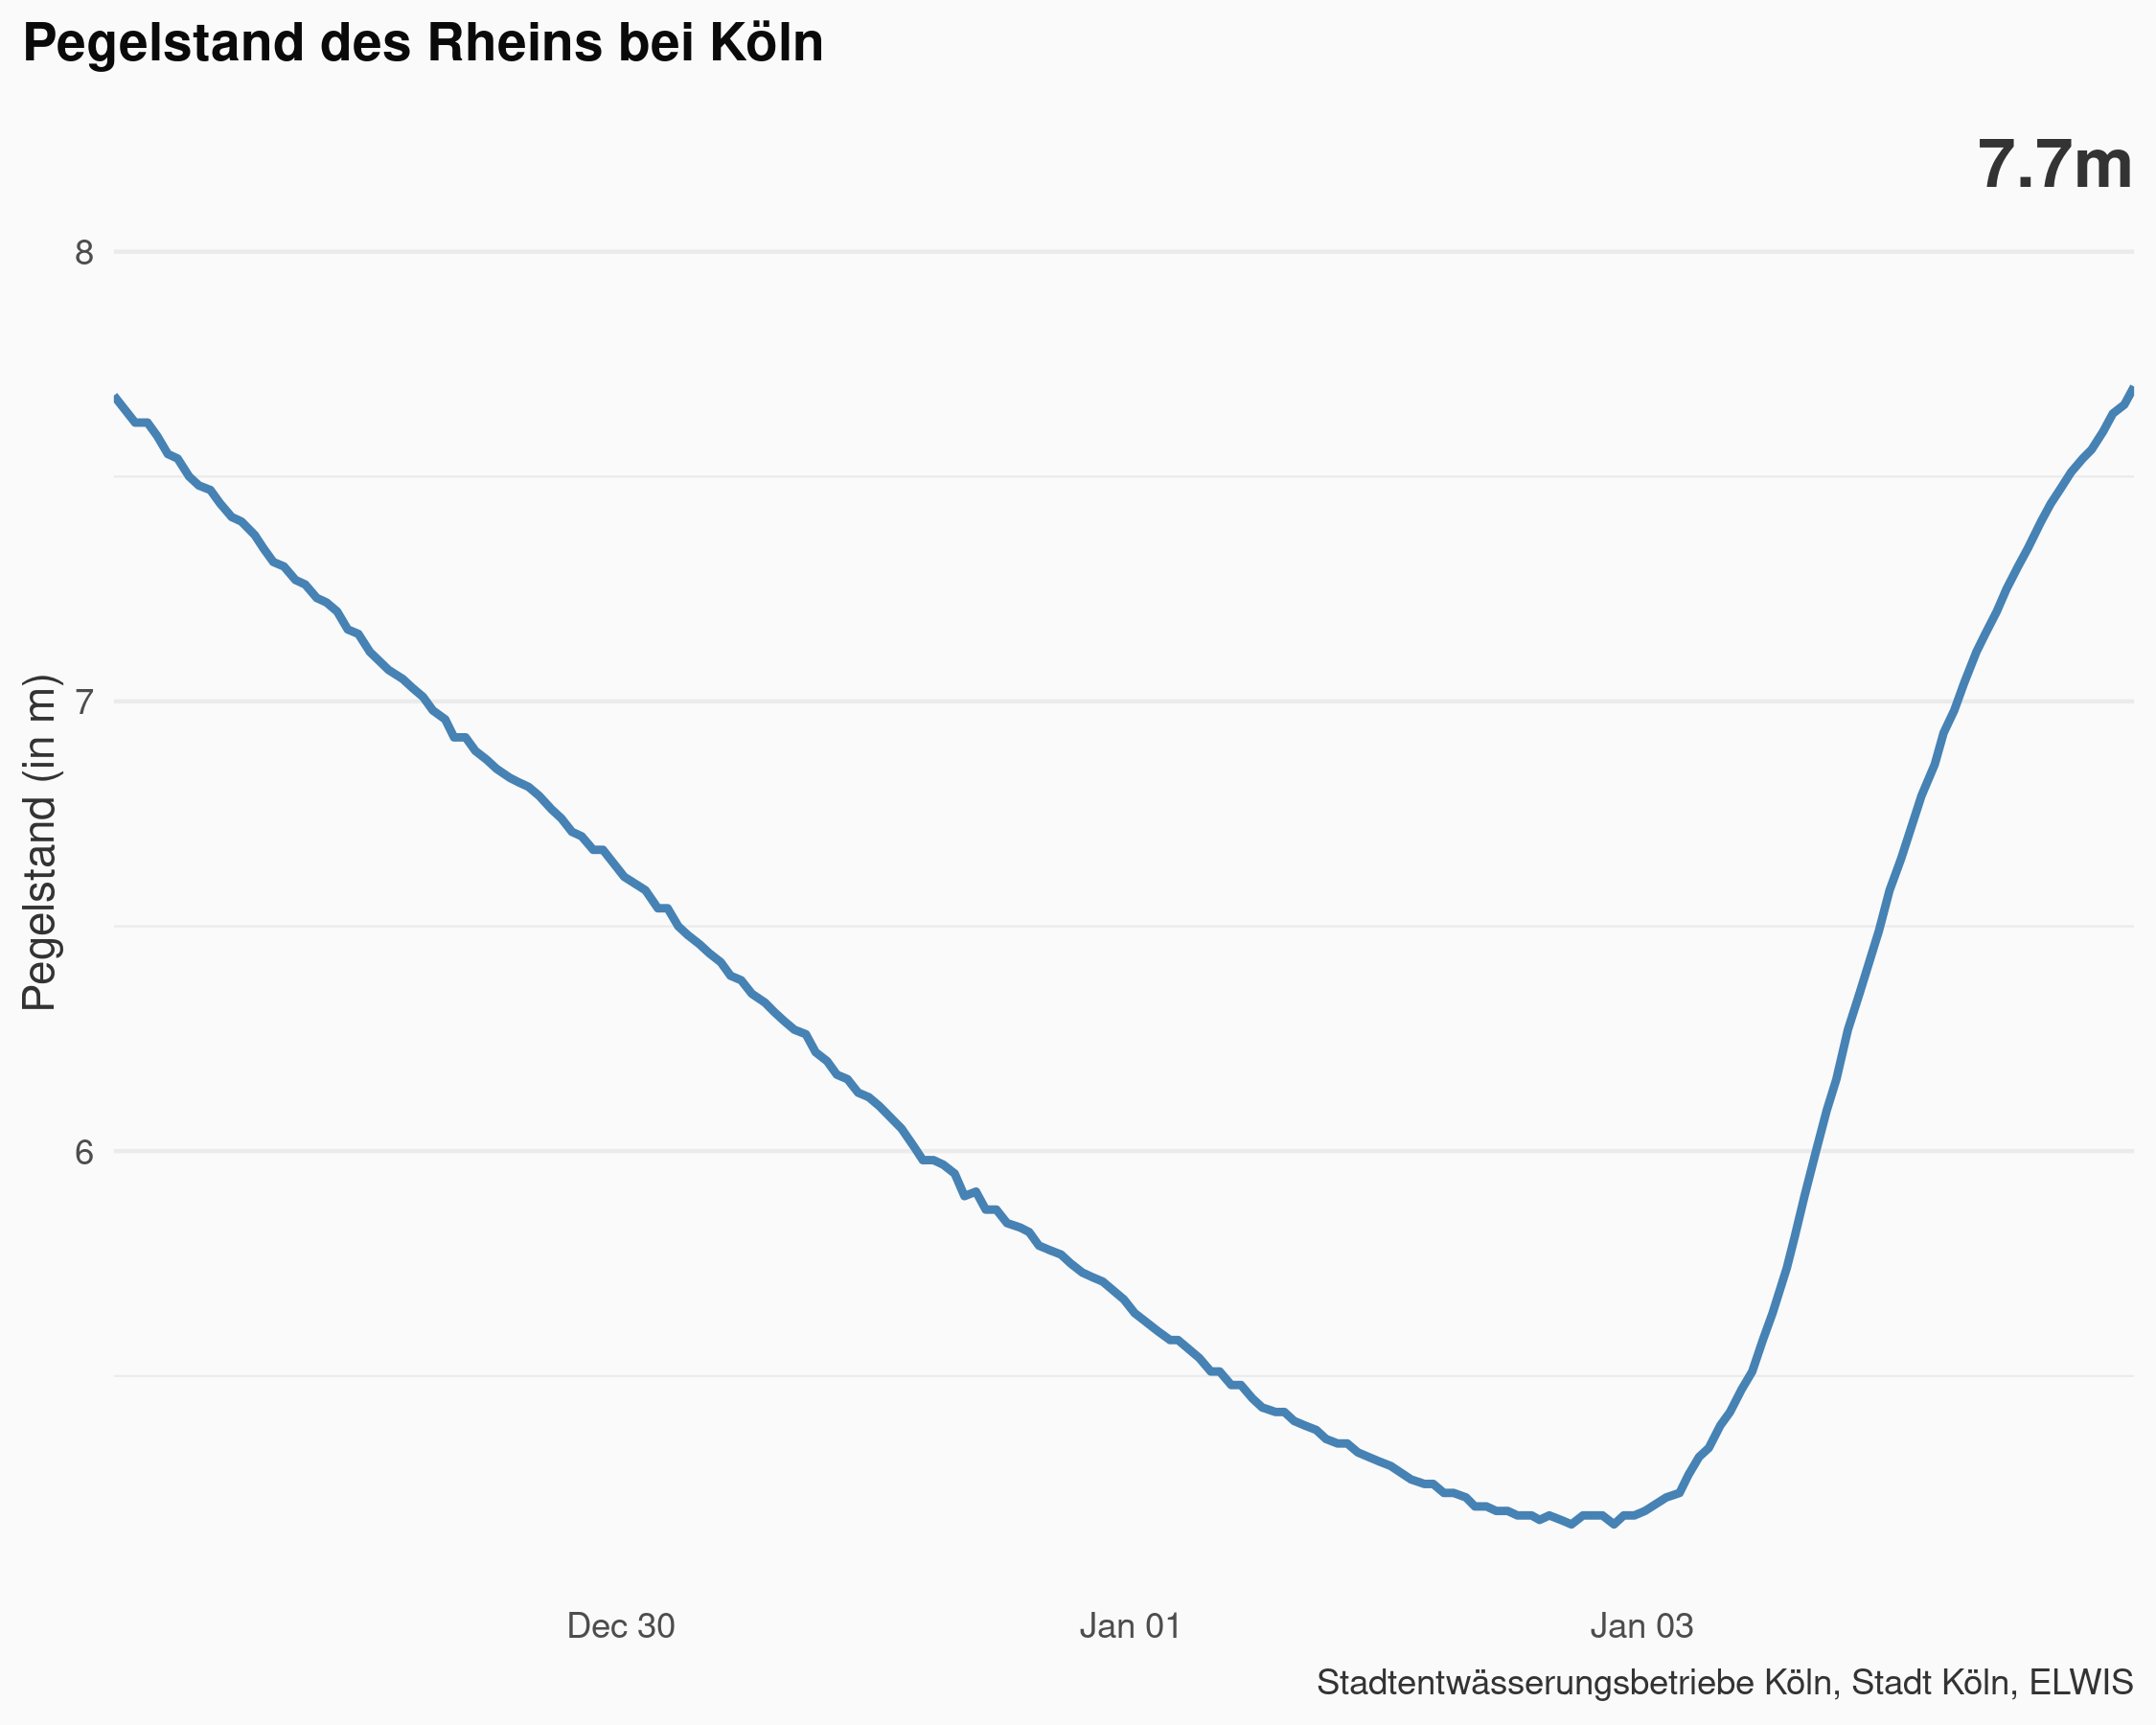 Pegelstand des Rheins bei Köln
7.7m
8
7
6
Pegelstand (in m)
Dec 30
Jan 01
Jan 03
Stadtentwässerungsbetriebe Köln, Stadt Köln, ELWIS